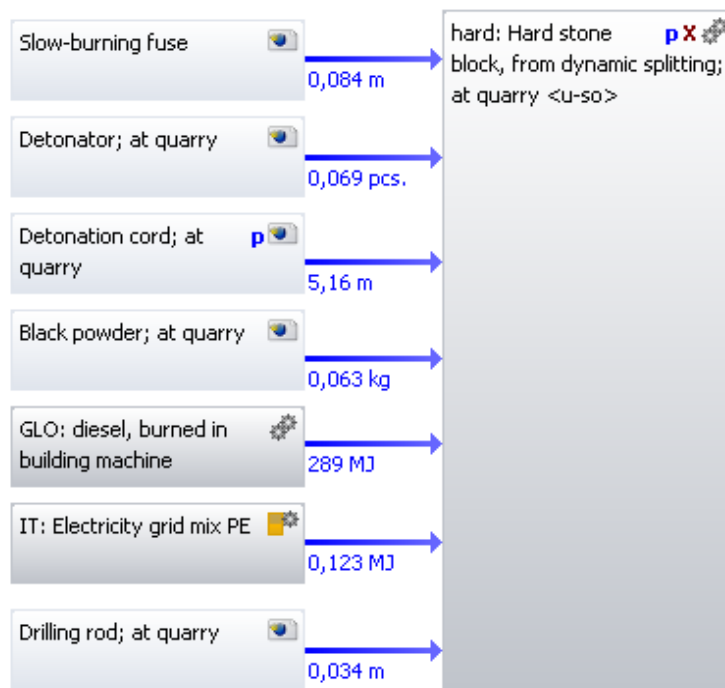 Slow-burning fuse
0,084 m
Detonator; at quarry
0,069 pcs.
Detonation cord; at p
quarry
5,16 m
Black powder; at quarry
0,063 kg
GLO: diesel, burned in
building machine
289 MJ
IT: Electricity grid mix PE
0,123 MJ
Drilling rod; at quarry
0,034 m
hard: Hard stone p X
block, from dynamic splitting;
at quarry <u-so>